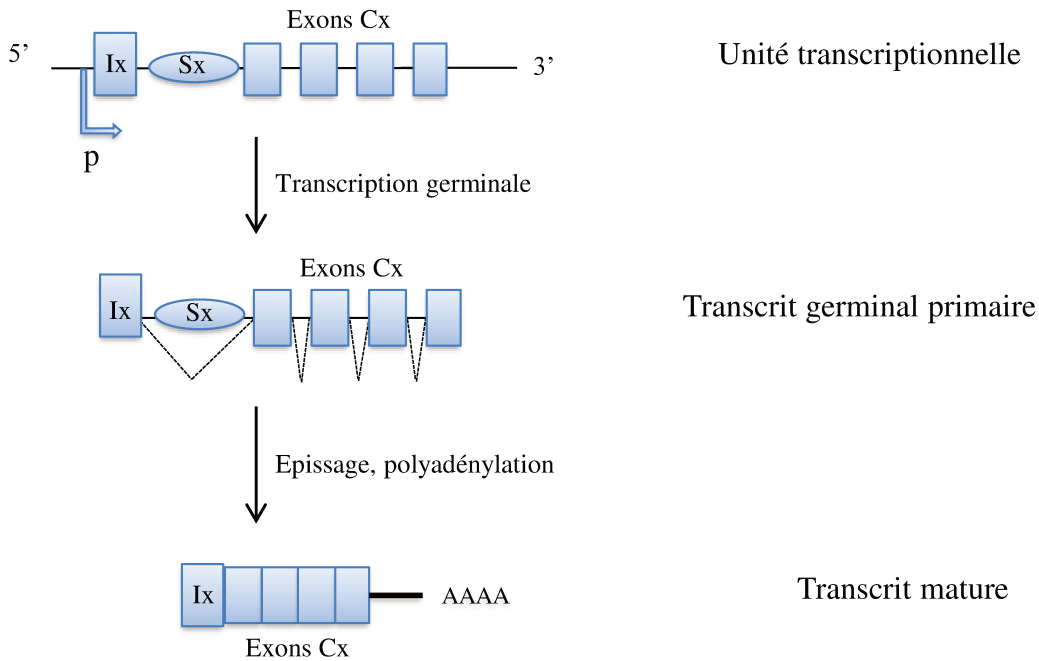 Exons Cx
5’
Ix
Sx
3’
Unité transcriptionnelle
p
Transcription germinale
Exons Cx
Ix
Sx
Transcrit germinal primaire
Epissage, polyadénylation
Ix
AAAA
Transcrit mature
Exons Cx